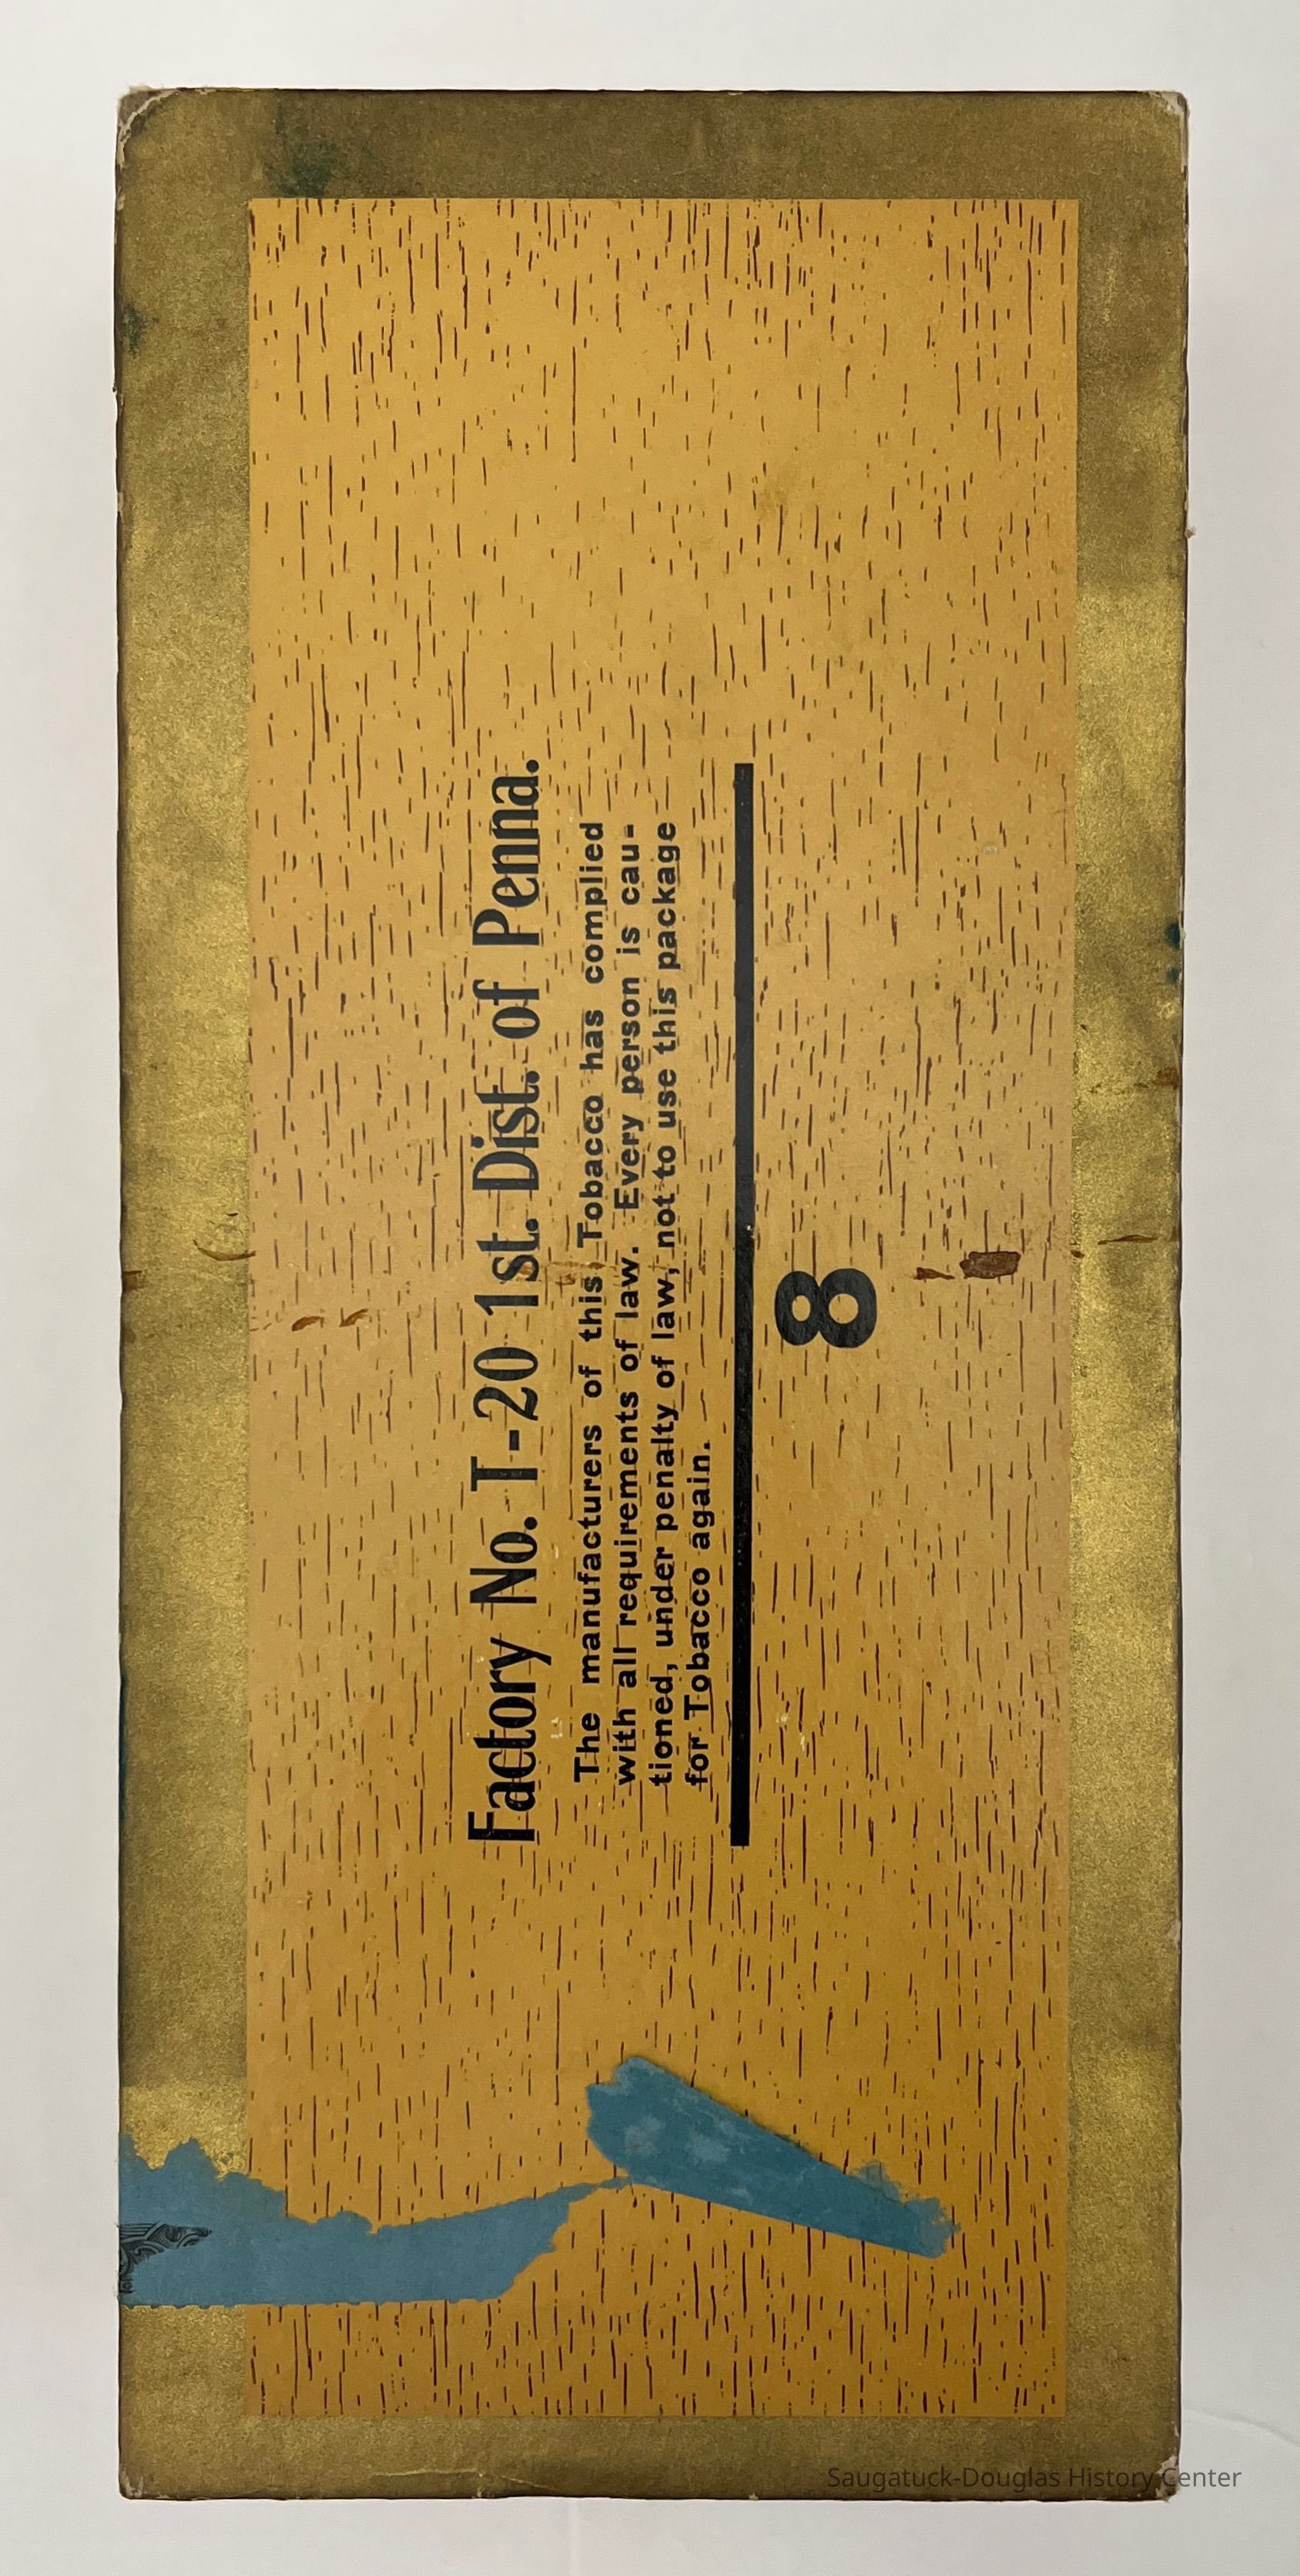 Factory No. T-20 1st. Dist. of Penna.
The manufacturers of this Tobacco has complied
with all requirements of law. Every person is cau-
tioned, under penalty of law, not to use this package
for Tobacco again.
8
Saugatuck-Douglas History Center